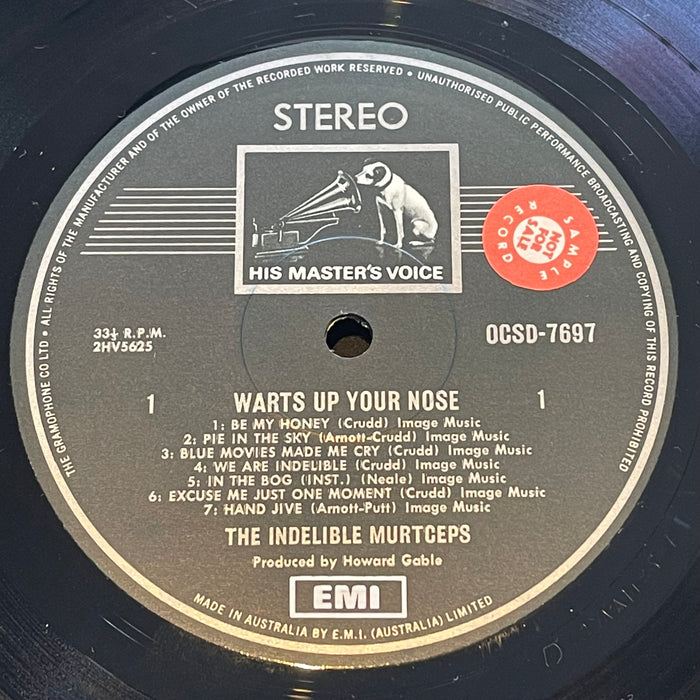 ALL RIGHTS OF THE MANUFACTURER AND OF THE OWNER OF THE RECORDED WORK RESERVED • UNAUTHORISED PUBLIC PERFORMANCE BROADCASTING AND COPYING OF THIS RECORD PROHIBITED
THE GRAMOPHONE CO LTD •
STEREO
HIS MASTER'S VOICE
SAMPLE
NOT
FOR
SALE
RECORD
33⅓ R.P.M.
2HV5625
OCSD-7697
1 WARTS UP YOUR NOSE 1
1: BE MY HONEY (Crudd) Image Music
2: PIE IN THE SKY (Arnott-Crudd) Image Music
3: BLUE MOVIES MADE ME CRY (Crudd) Image Music
4: WE ARE INDELIBLE (Crudd) Image Music
5: IN THE BOG (INST.) (Neale) Image Music
6: EXCUSE ME JUST ONE MOMENT (Crudd) Image Music
7: HAND JIVE (Arnott-Putt) Image Music
THE INDELIBLE MURTCEPS
Produced by Howard Gable
EMI
MADE IN AUSTRALIA BY E.M.I. (AUSTRALIA) LIMITED